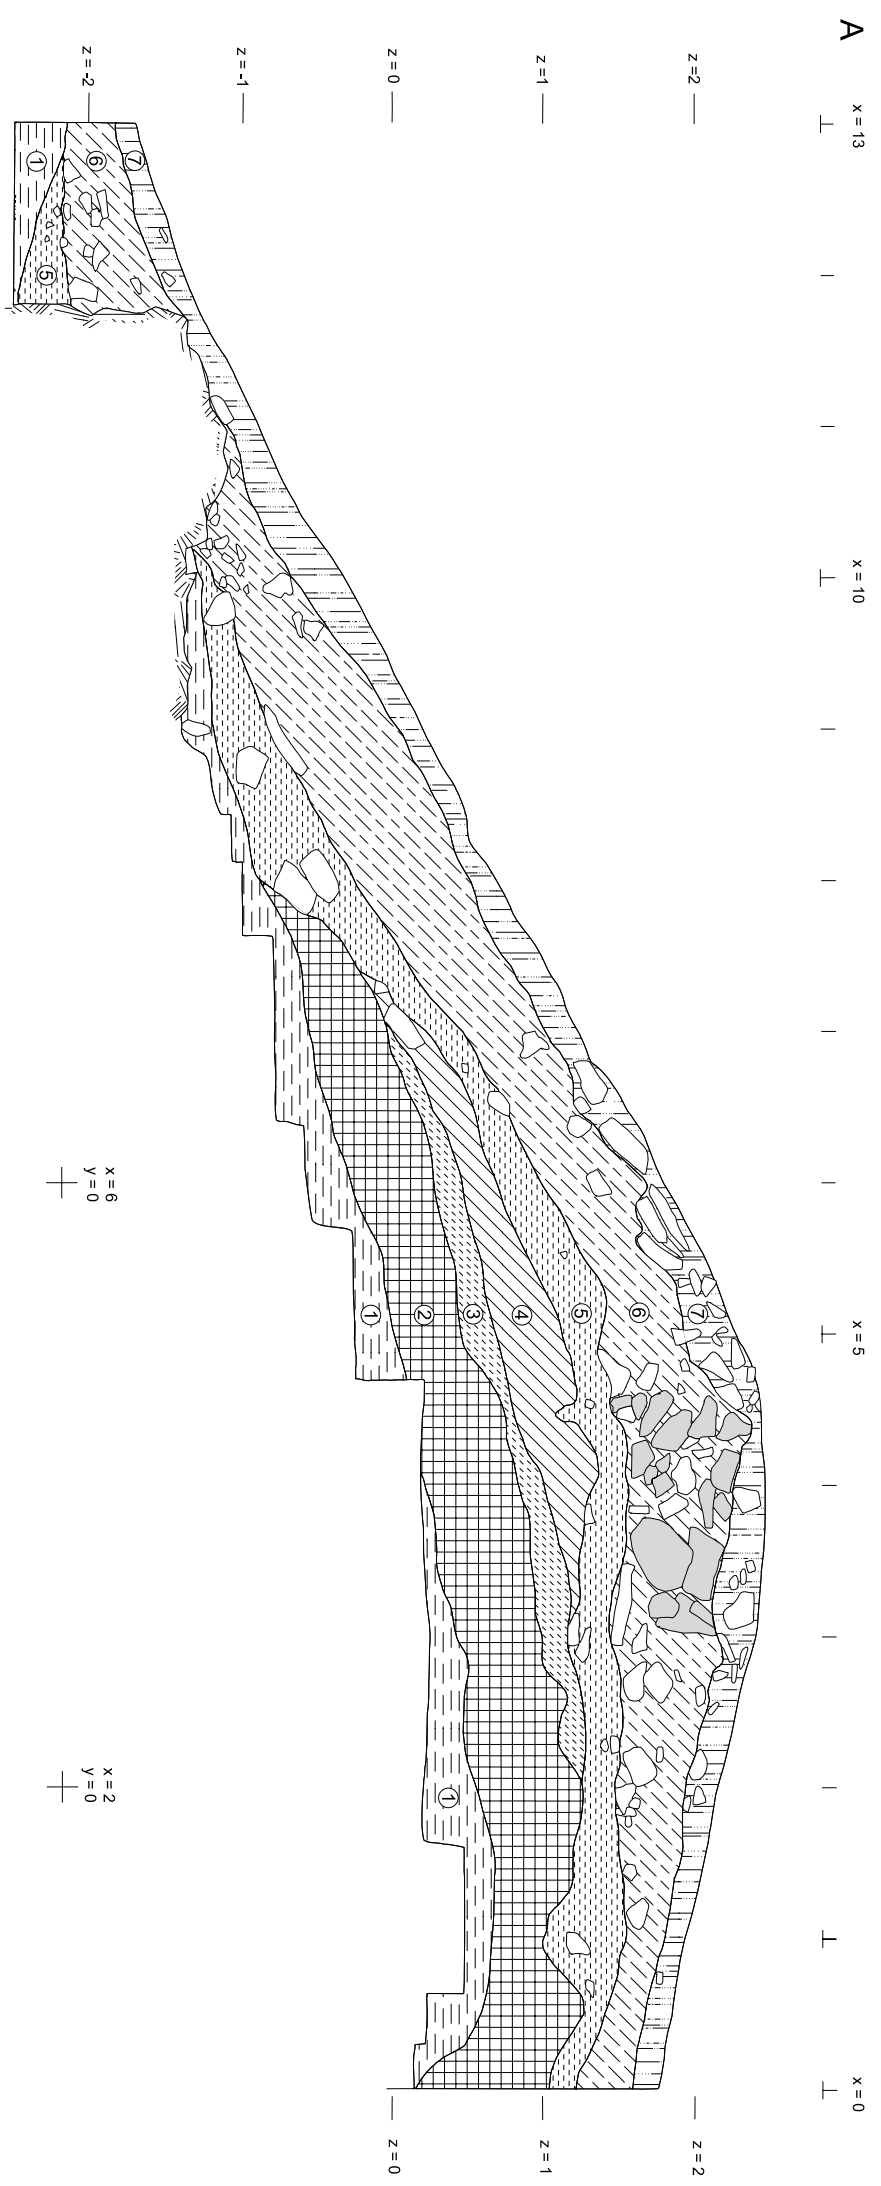 A
x = 13
x = 10
x = 5
x = 0
z = -2
z = -1
z = 0
z =1
z =2
1
6
7
5
1
2
3
4
5
6
7
1
x = 6
y = 0
x = 2
y = 0
z = 0
z = 1
z = 2